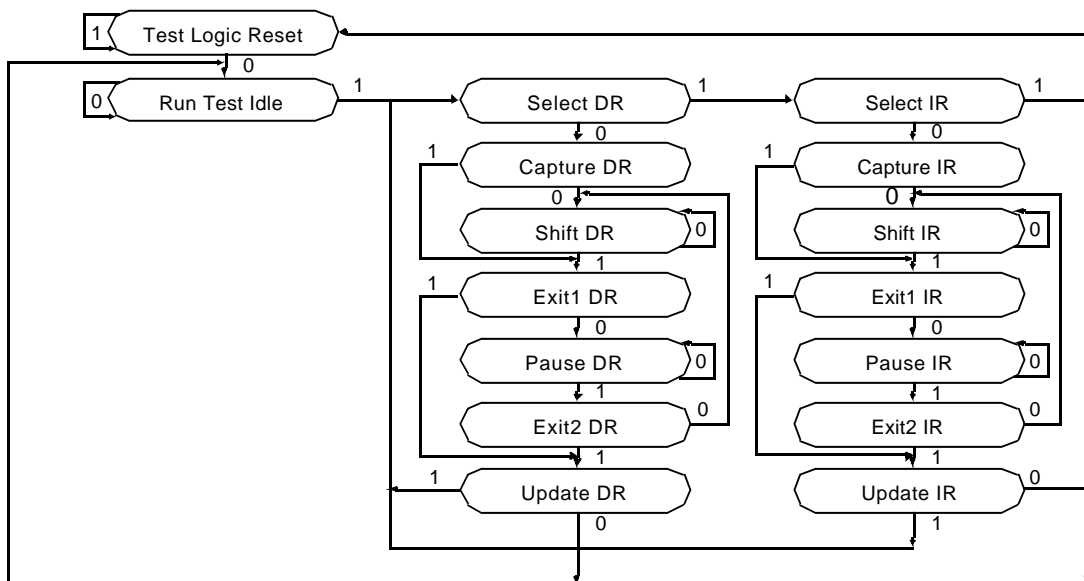 1 Test Logic Reset
0
0 Run Test Idle 1
Select DR 1
Select IR 1
0 0
1 Capture DR
1 Capture IR
0 0
Shift DR 0
Shift IR 0
1 1
1 Exit1 DR
1 Exit1 IR
0 0
Pause DR 0
Pause IR 0
1 1
Exit2 DR 0
Exit2 IR 0
1 1
1 Update DR
Update IR 0
0 1